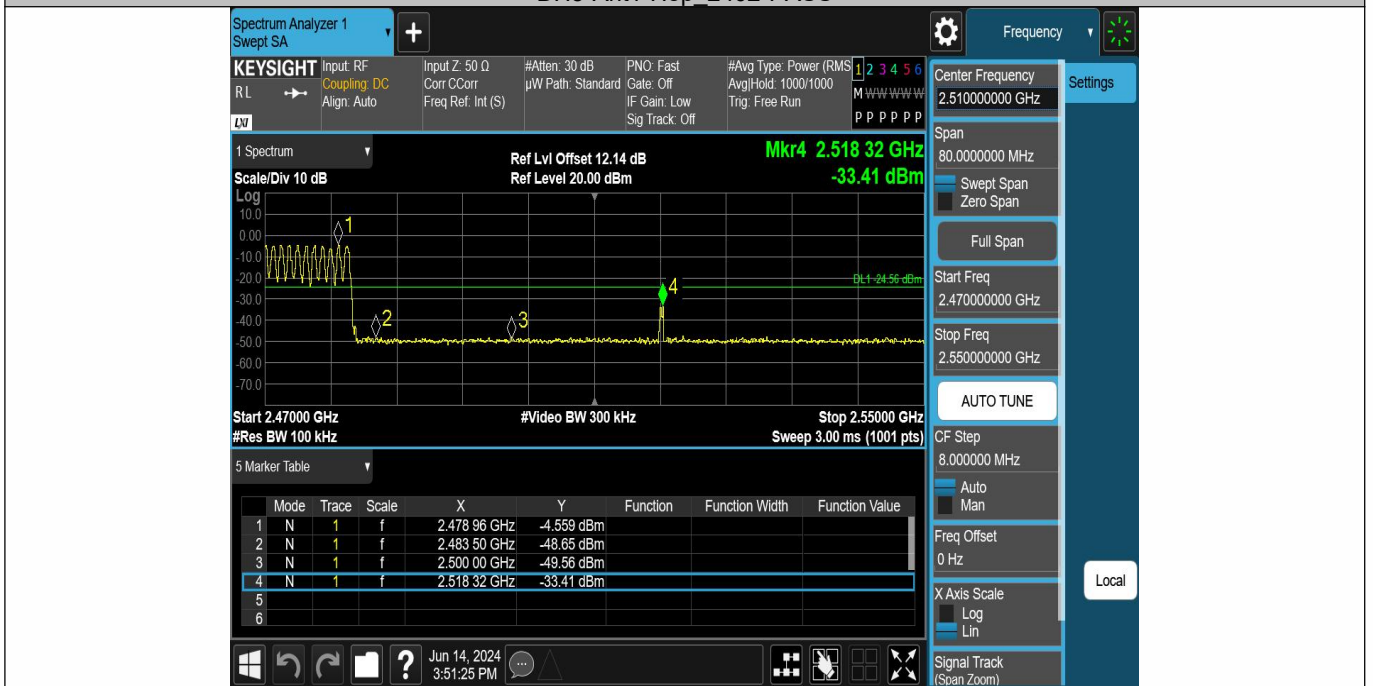 Spectrum Analyzer 1
Swept SA
+
Frequency
KEYSIGHT
RL
LXI
Input: RF
Coupling: DC
Align: Auto
Input Z: 50 Ω
Corr CCorr
Freq Ref: Int (S)
#Atten: 30 dB
µW Path: Standard
PNO: Fast
Gate: Off
IF Gain: Low
Sig Track: Off
#Avg Type: Power (RMS
Avg|Hold: 1000/1000
Trig: Free Run
1 2 3 4 5 6
M W W W W W
P P P P P P
Center Frequency
2.510000000 GHz
Settings
Span
80.0000000 MHz
Swept Span
Zero Span
Full Span
Start Freq
2.470000000 GHz
Stop Freq
2.550000000 GHz
AUTO TUNE
CF Step
8.000000 MHz
Auto
Man
Freq Offset
0 Hz
X Axis Scale
Log
Lin
Signal Track
(Span Zoom)
Local
1 Spectrum
Scale/Div 10 dB
Ref Lvl Offset 12.14 dB
Ref Level 20.00 dBm
Mkr4 2.518 32 GHz
-33.41 dBm
Log
10.0
0.00
-10.0
-20.0
-30.0
-40.0
-50.0
-60.0
-70.0
1
2
3
4
DL1 -24.56 dBm
Start 2.47000 GHz
#Video BW 300 kHz
Stop 2.55000 GHz
#Res BW 100 kHz
Sweep 3.00 ms (1001 pts)
5 Marker Table
Mode Trace Scale X Y Function Function Width Function Value
1 N 1 f 2.478 96 GHz -4.559 dBm
2 N 1 f 2.483 50 GHz -48.65 dBm
3 N 1 f 2.500 00 GHz -49.56 dBm
4 N 1 f 2.518 32 GHz -33.41 dBm
5
6
?
Jun 14, 2024
3:51:25 PM